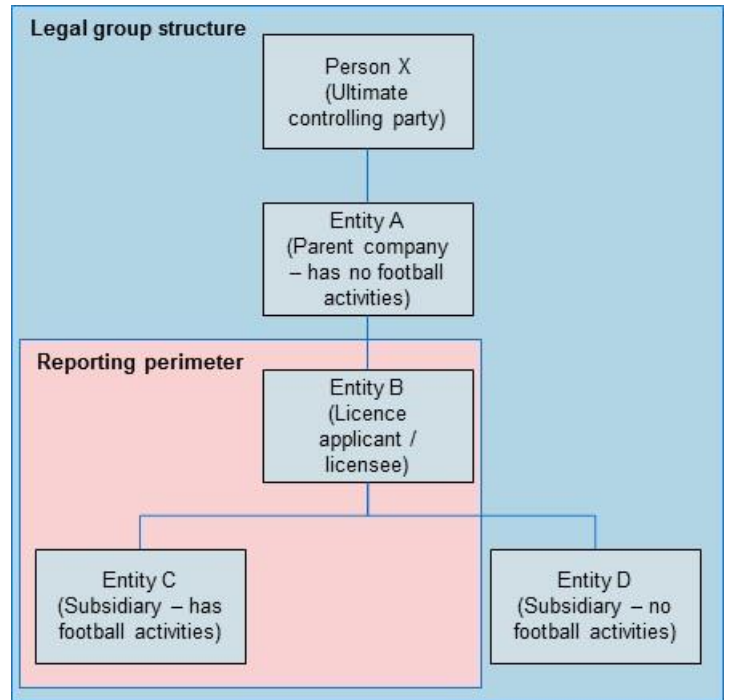 Legal group structure
Person X
(Ultimate
controlling party)
Entity A
(Parent company
– has no football
activities)
Reporting perimeter
Entity B
(Licence
applicant /
licensee)
Entity C
(Subsidiary – has
football activities)
Entity D
(Subsidiary – no
football activities)